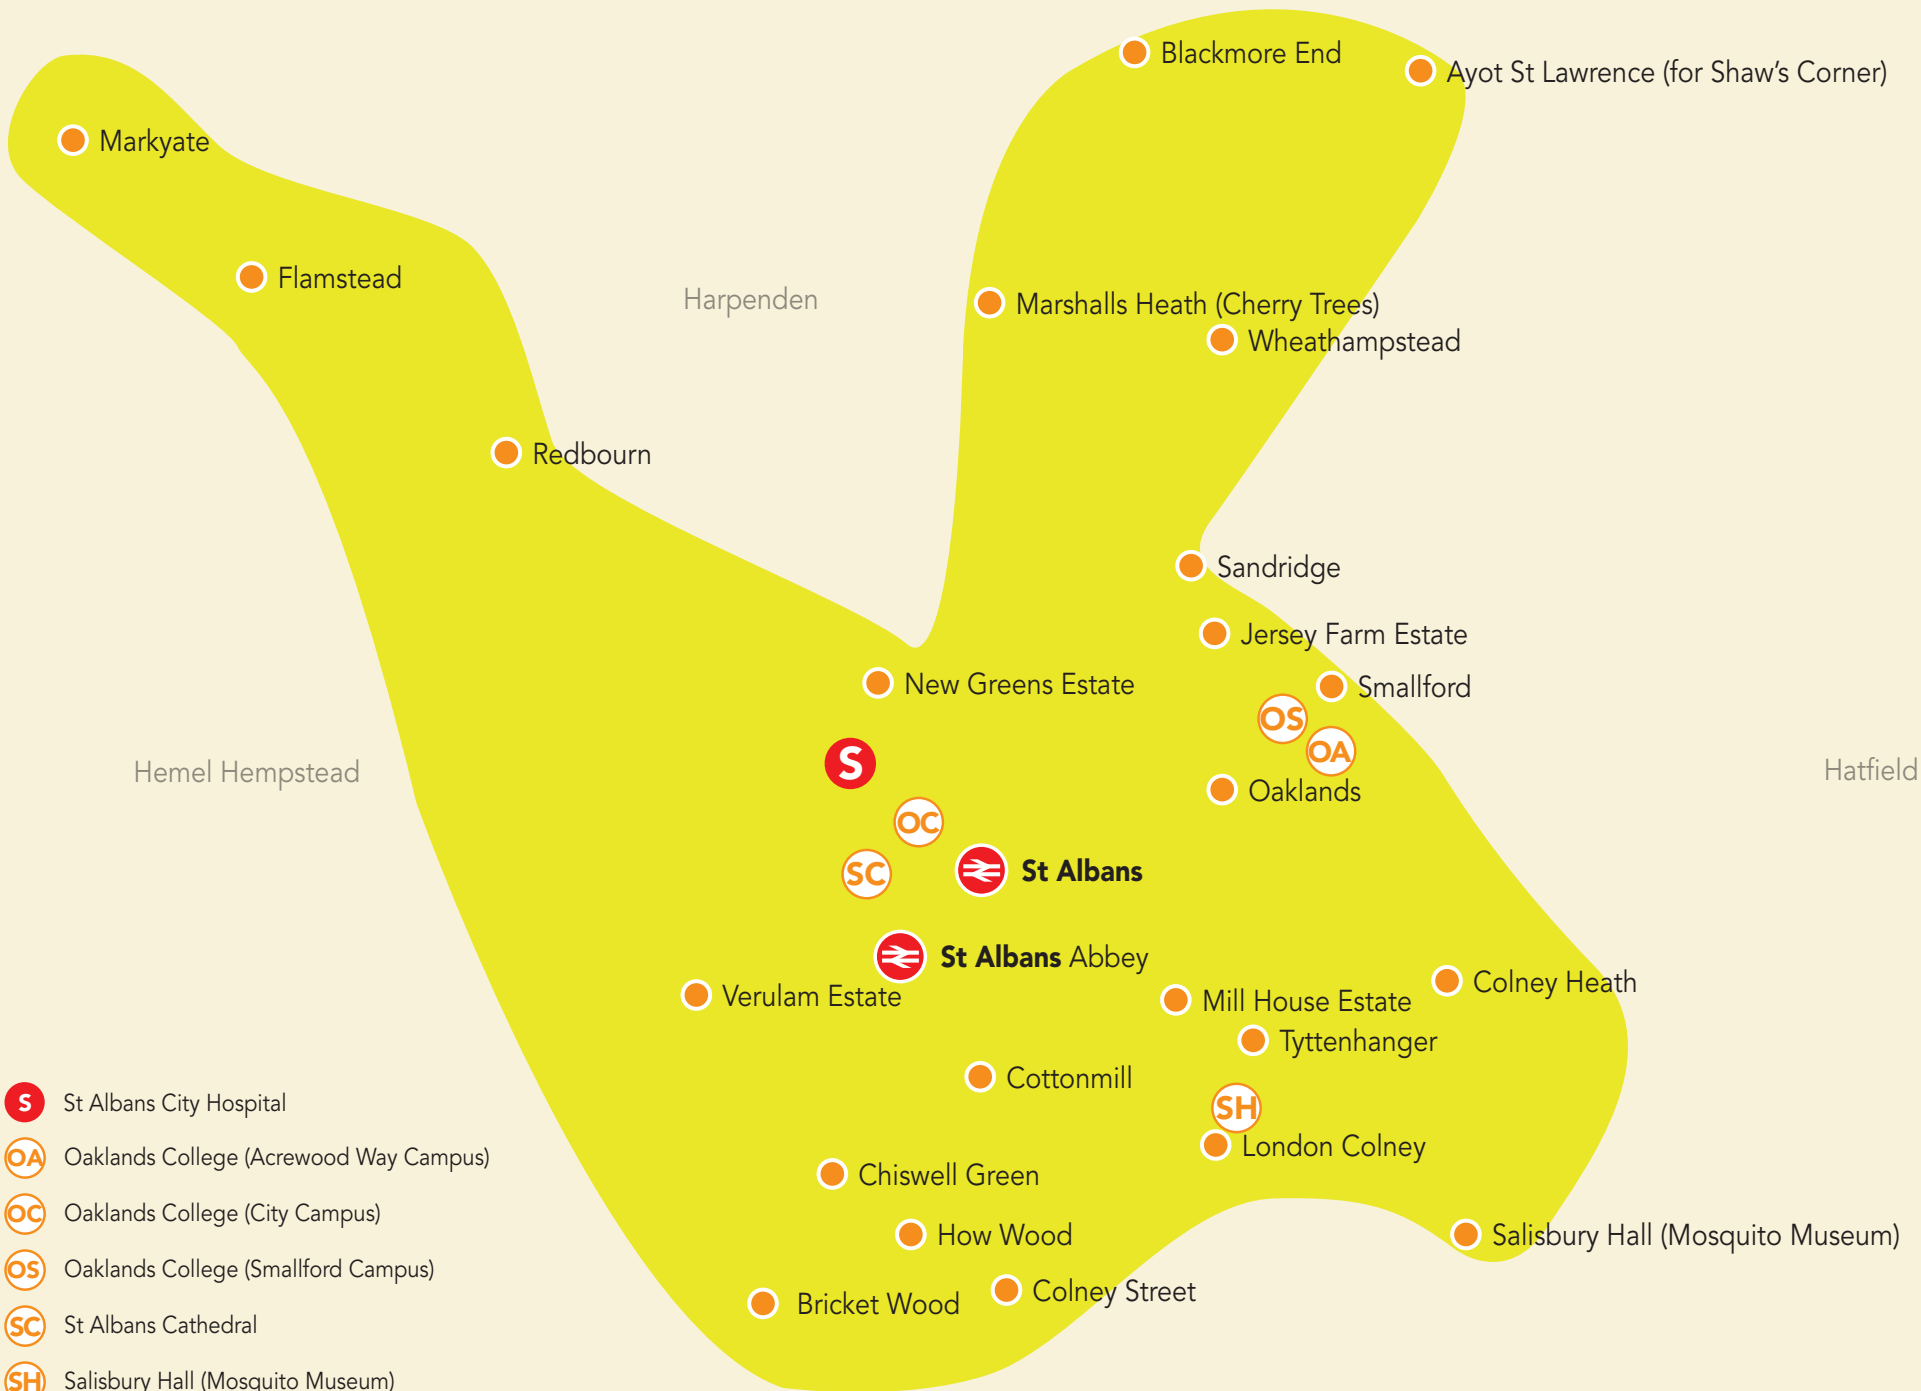 Blackmore End
Ayot St Lawrence (for Shaw’s Corner)
Markyate
Flamstead
Harpenden
Marshalls Heath (Cherry Trees)
Wheathampstead
Redbourn
Sandridge
Jersey Farm Estate
New Greens Estate
Smallford
OS
OA
S
Hemel Hempstead
Hatfield
Oaklands
OC
SC
St Albans
St Albans Abbey
Verulam Estate
Colney Heath
Mill House Estate
Tyttenhanger
Cottonmill
SH
London Colney
Chiswell Green
How Wood
Salisbury Hall (Mosquito Museum)
Colney Street
Bricket Wood
S St Albans City Hospital
OA Oaklands College (Acrewood Way Campus)
OC Oaklands College (City Campus)
OS Oaklands College (Smallford Campus)
SC St Albans Cathedral
SH Salisbury Hall (Mosquito Museum)